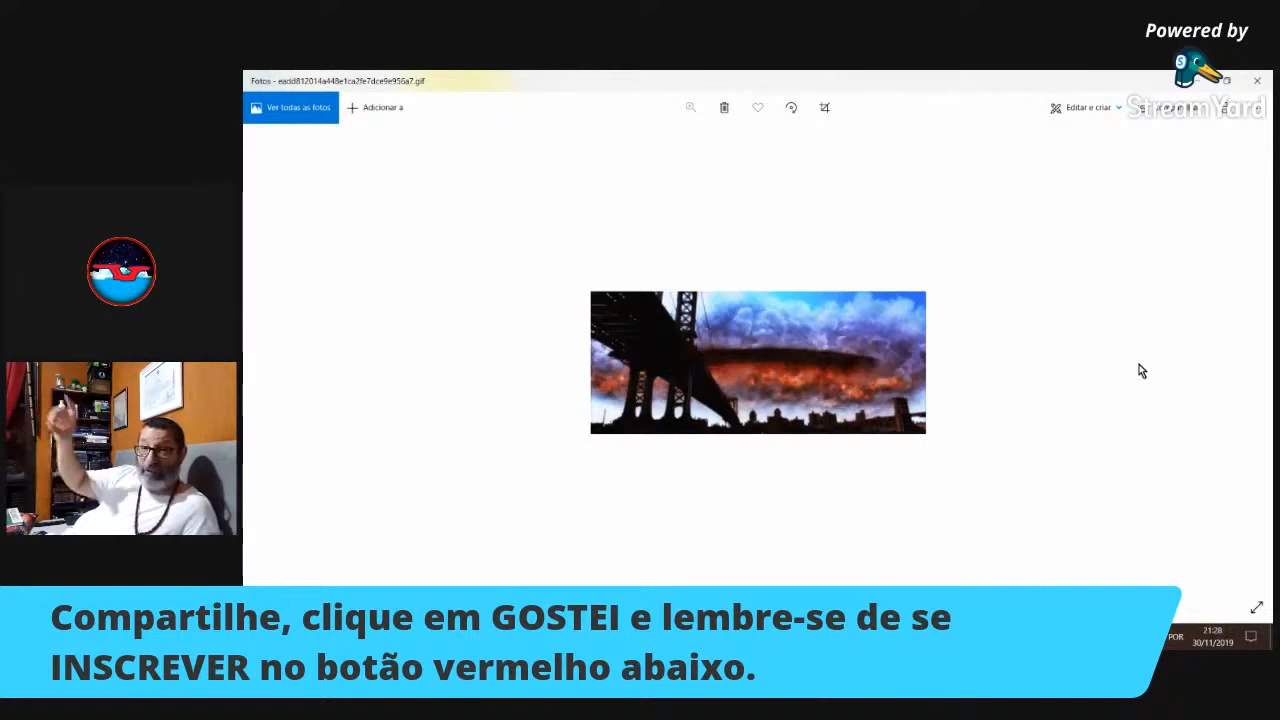 Powered by
StreamYard
Fotos - eadd812014a448e1ca2fe7dce9e956a7.gif
Ver todas as fotos
Adicionar a
Editar e criar
Compartilhe, clique em GOSTEI e lembre-se de se
INSCREVER no botão vermelho abaixo.
POR
21:28
30/11/2019